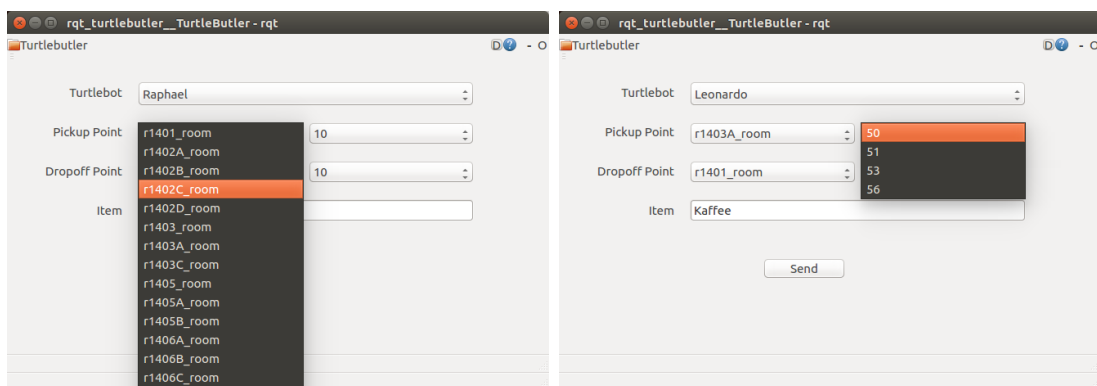 rqt_turtlebutler__TurtleButler - rqt
Turtlebutler
D ? - O
Turtlebot Raphael
Pickup Point r1401_room 10
r1402A_room
Dropoff Point r1402B_room 10
r1402C_room
Item r1402D_room
r1403_room
r1403A_room
r1403C_room
r1405_room
r1405A_room
r1405B_room
r1406A_room
r1406B_room
r1406C_room
rqt_turtlebutler__TurtleButler - rqt
Turtlebutler
D ? - O
Turtlebot Leonardo
Pickup Point r1403A_room 50
51
Dropoff Point r1401_room 53
56
Item Kaffee
Send